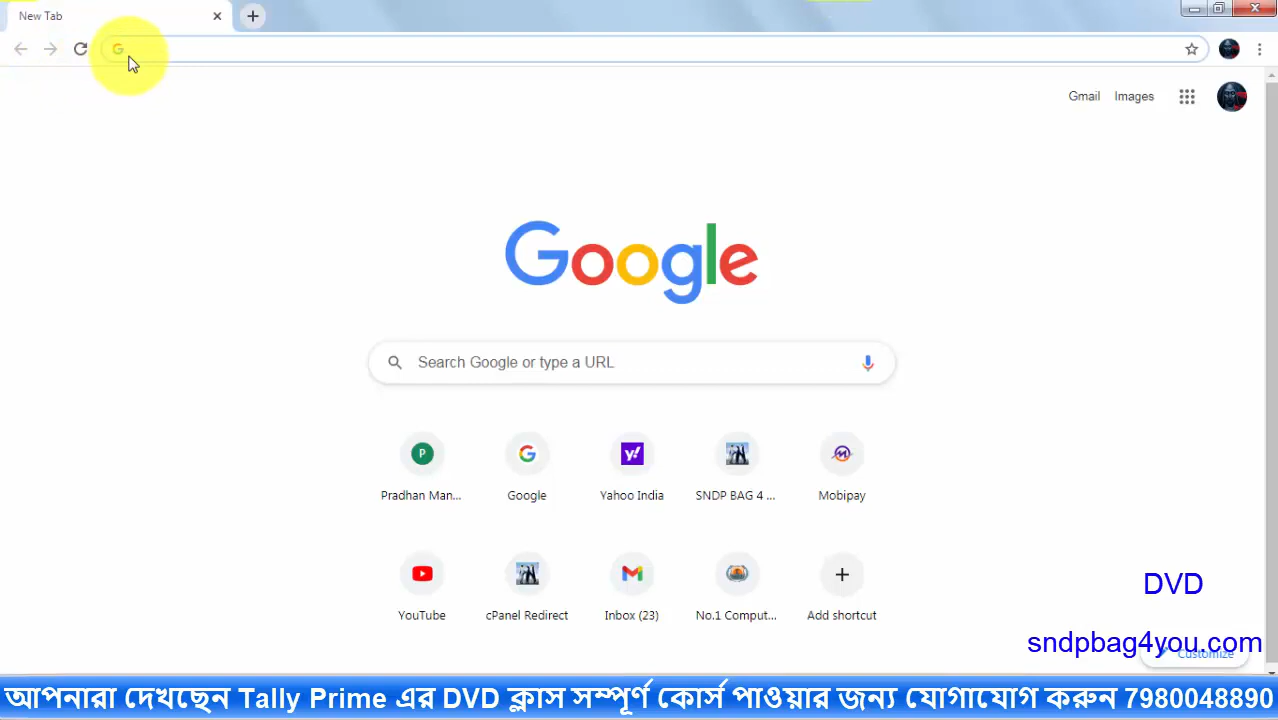 New Tab
Gmail Images
Google
Search Google or type a URL
P
Pradhan Man... Google Yahoo India SNDP BAG 4 ... Mobipay
YouTube cPanel Redirect Inbox (23) No.1 Comput... Add shortcut
DVD
sndpbag4you.com
Customize
আপনারা দেখছেন Tally Prime এর DVD ক্লাস সম্পূর্ণ কোর্স পাওয়ার জন্য যোগাযোগ করুন 7980048890